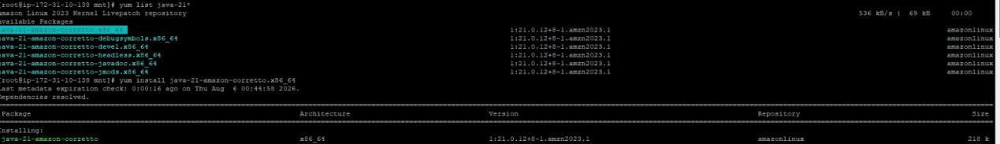 [root@ip-172-31-10-138 mnt]# yum list java-21*
Amazon Linux 2023 Kernel Livepatch repository 536 kB/s | 69 kB 00:00
Available Packages
java-21-amazon-corretto.x86_64 1:21.0.12+8-1.amzn2023.1 amazonlinux
java-21-amazon-corretto-debugsymbols.x86_64 1:21.0.12+8-1.amzn2023.1 amazonlinux
java-21-amazon-corretto-devel.x86_64 1:21.0.12+8-1.amzn2023.1 amazonlinux
java-21-amazon-corretto-headless.x86_64 1:21.0.12+8-1.amzn2023.1 amazonlinux
java-21-amazon-corretto-javadoc.x86_64 1:21.0.12+8-1.amzn2023.1 amazonlinux
java-21-amazon-corretto-jmods.x86_64 1:21.0.12+8-1.amzn2023.1 amazonlinux
[root@ip-172-31-10-138 mnt]# yum install java-21-amazon-corretto.x86_64
Last metadata expiration check: 0:00:16 ago on Thu Aug  6 00:44:58 2026.
Dependencies resolved.
Package Architecture Version Repository Size
Installing:
java-21-amazon-corretto x86_64 1:21.0.12+8-1.amzn2023.1 amazonlinux 218 k